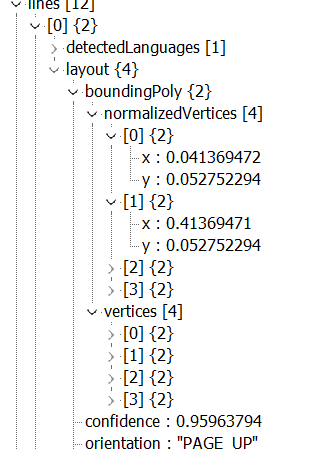 lines [12]
[0] {2}
detectedLanguages [1]
layout {4}
boundingPoly {2}
normalizedVertices [4]
[0] {2}
x : 0.041369472
y : 0.052752294
[1] {2}
x : 0.41369471
y : 0.052752294
[2] {2}
[3] {2}
vertices [4]
[0] {2}
[1] {2}
[2] {2}
[3] {2}
confidence : 0.95963794
orientation : "PAGE_UP"